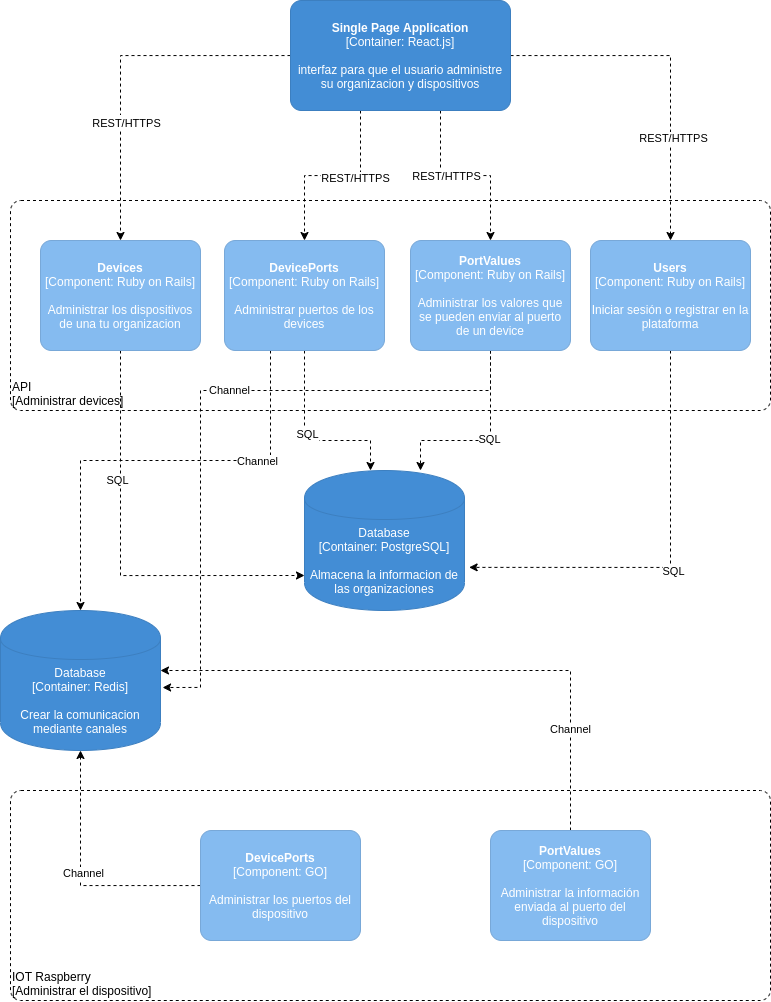 Single Page Application
[Container: React.js]
interfaz para que el usuario administre
su organizacion y dispositivos
REST/HTTPS
REST/HTTPS
REST/HTTPS
REST/HTTPS
Devices
[Component: Ruby on Rails]
Administrar los dispositivos
de una tu organizacion
DevicePorts
[Component: Ruby on Rails]
Administrar puertos de los
devices
PortValues
[Component: Ruby on Rails]
Administrar los valores que
se pueden enviar al puerto
de un device
Users
[Component: Ruby on Rails]
Iniciar sesión o registrar en la
plataforma
API
[Administrar devices]
Channel
SQL
SQL
Channel
SQL
SQL
Database
[Container: PostgreSQL]
Almacena la informacion de
las organizaciones
Database
[Container: Redis]
Crear la comunicacion
mediante canales
Channel
Channel
DevicePorts
[Component: GO]
Administrar los puertos del
dispositivo
PortValues
[Component: GO]
Administrar la información
enviada al puerto del
dispositivo
IOT Raspberry
[Administrar el dispositivo]